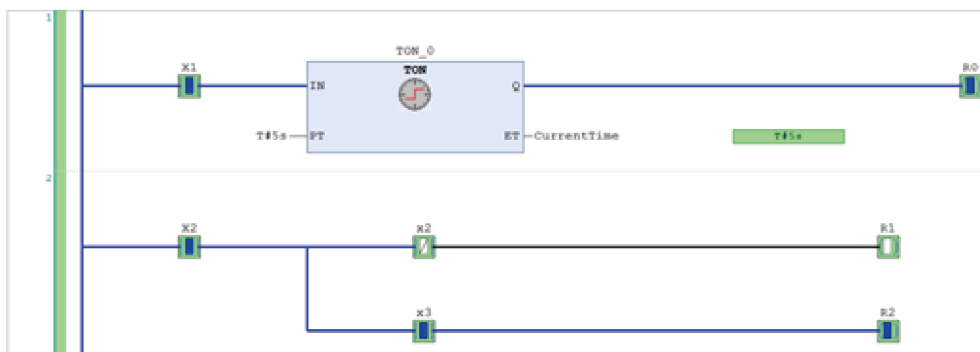 1
TON_0
X1
TON
R0
IN
Q
T#5s
PT
ET
CurrentTime
T#5s
2
X2
x2
R1
x3
R2